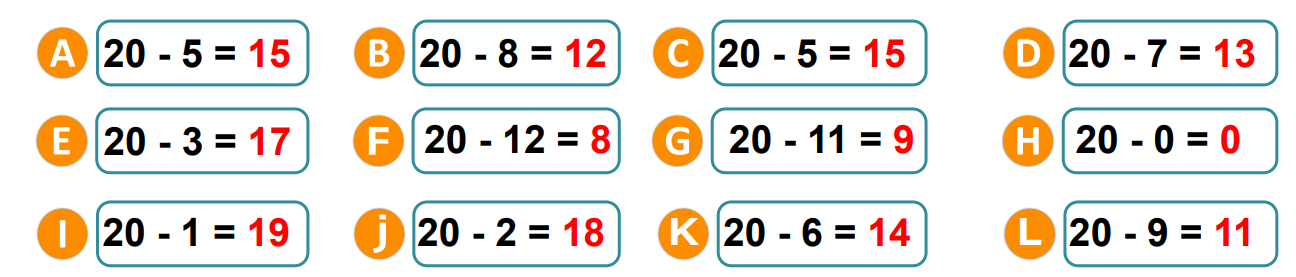 A 20 - 5 = 15 B 20 - 8 = 12 C 20 - 5 = 15 D 20 - 7 = 13
E 20 - 3 = 17 F 20 - 12 = 8 G 20 - 11 = 9 H 20 - 0 = 0
I 20 - 1 = 19 j 20 - 2 = 18 K 20 - 6 = 14 L 20 - 9 = 11